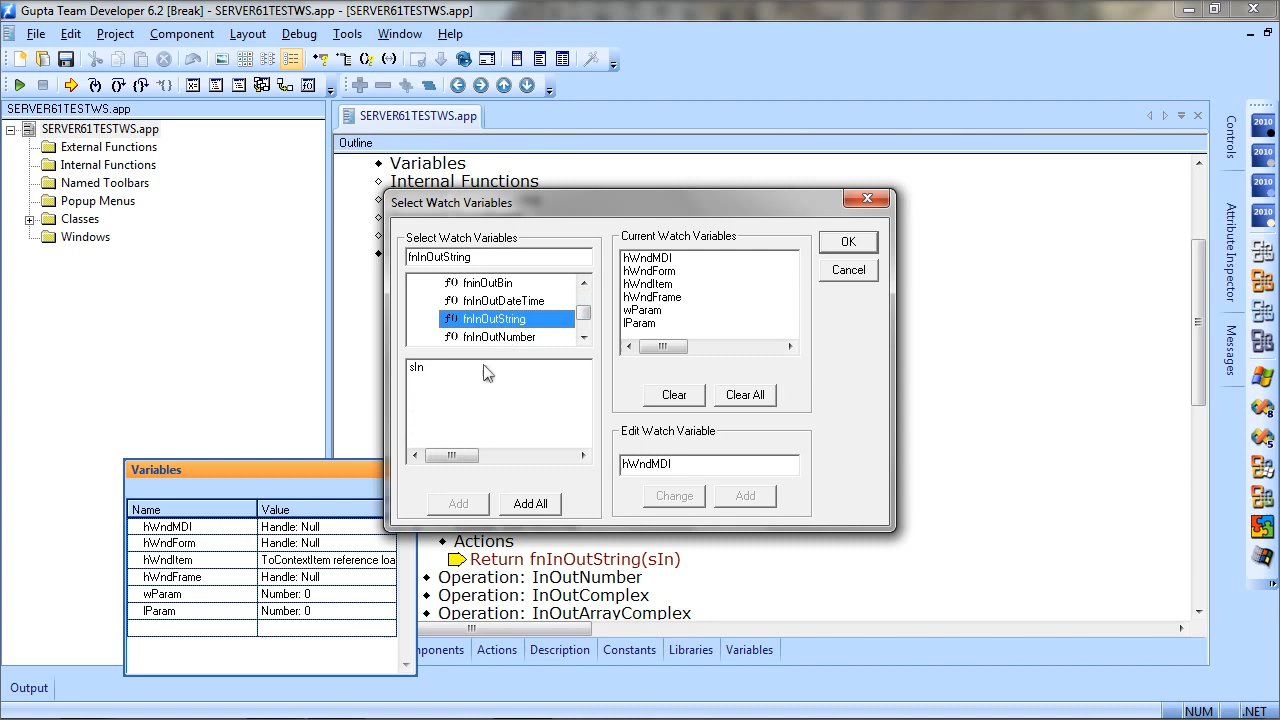 Gupta Team Developer 6.2 [Break] - SERVER61TESTWS.app - [SERVER61TESTWS.app]
File Edit Project Component Layout Debug Tools Window Help
SERVER61TESTWS.app
SERVER61TESTWS.app
External Functions
Internal Functions
Named Toolbars
Popup Menus
Classes
Windows
SERVER61TESTWS.app
Outline
Variables
Internal Functions
Select Watch Variables
Select Watch Variables
fnInOutString
fninOutBin
fnInOutDateTime
fnInOutString
fnInOutNumber
sIn
Add
Add All
Current Watch Variables
hWndMDI
hWndForm
hWndItem
hWndFrame
wParam
lParam
Clear
Clear All
Edit Watch Variable
hWndMDI
Change
Add
OK
Cancel
Variables
Name Value
hWndMDI Handle: Null
hWndForm Handle: Null
hWndItem ToContextItem reference loa
hWndFrame Handle: Null
wParam Number: 0
lParam Number: 0
Actions
Return fnInOutString(sIn)
Operation: InOutNumber
Operation: InOutComplex
Operation: InOutArrayComplex
mponents Actions Description Constants Libraries Variables
Controls
Attribute Inspector
Messages
2010
2010
2010
2010
Output
NUM .NET